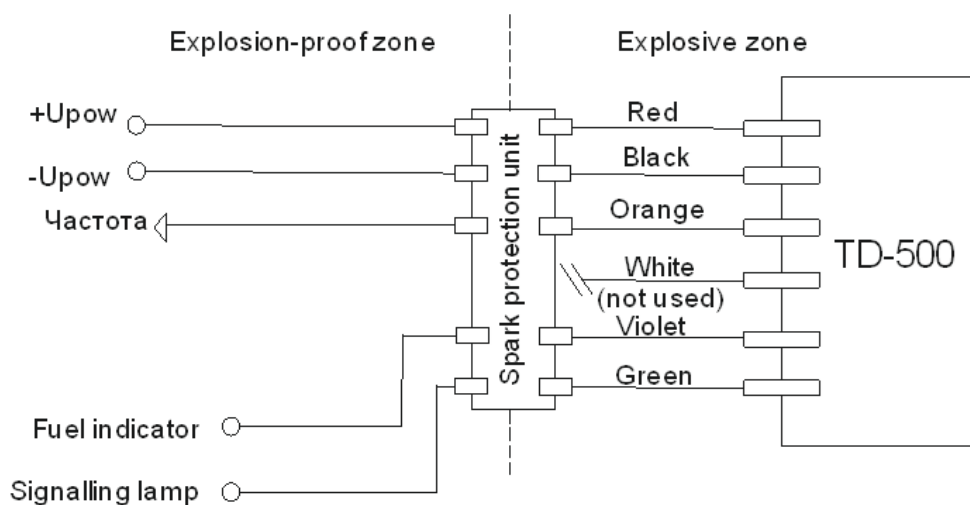 Explosion-proof zone
Explosive zone
+Upow
Red
-Upow
Black
Частота
Orange
Spark protection unit
White
(not used)
TD-500
Violet
Green
Fuel indicator
Signalling lamp